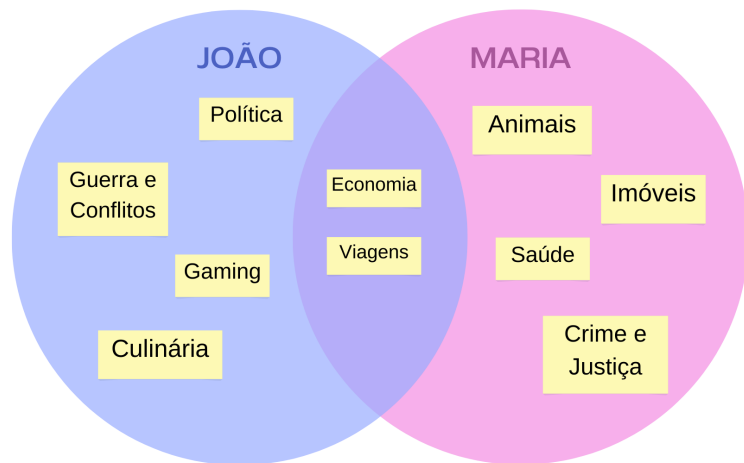 JOÃO
MARIA
Política
Guerra e
Conflitos
Gaming
Culinária
Economia
Viagens
Animais
Imóveis
Saúde
Crime e
Justiça